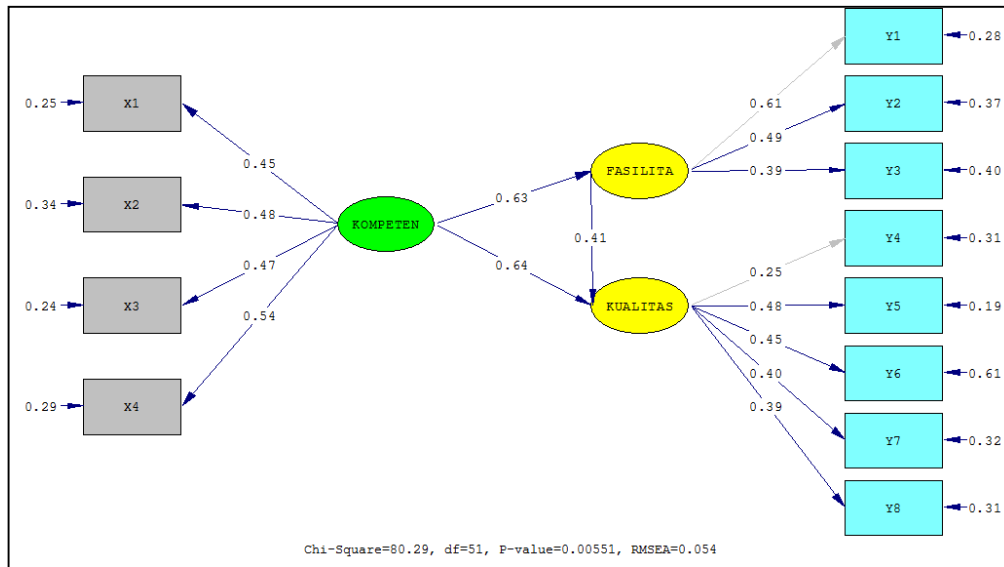 Y1
0.28
0.25
X1
0.61
Y2
0.37
0.49
0.45
FASILITA
0.39
Y3
0.40
0.34
X2
0.48
KOMPETEN
0.63
0.41
Y4
0.31
0.47
0.64
0.25
0.24
X3
0.54
KUALITAS
0.48
Y5
0.19
0.45
0.40
Y6
0.61
0.29
X4
0.39
Y7
0.32
Y8
0.31
Chi-Square=80.29, df=51, P-value=0.00551, RMSEA=0.054